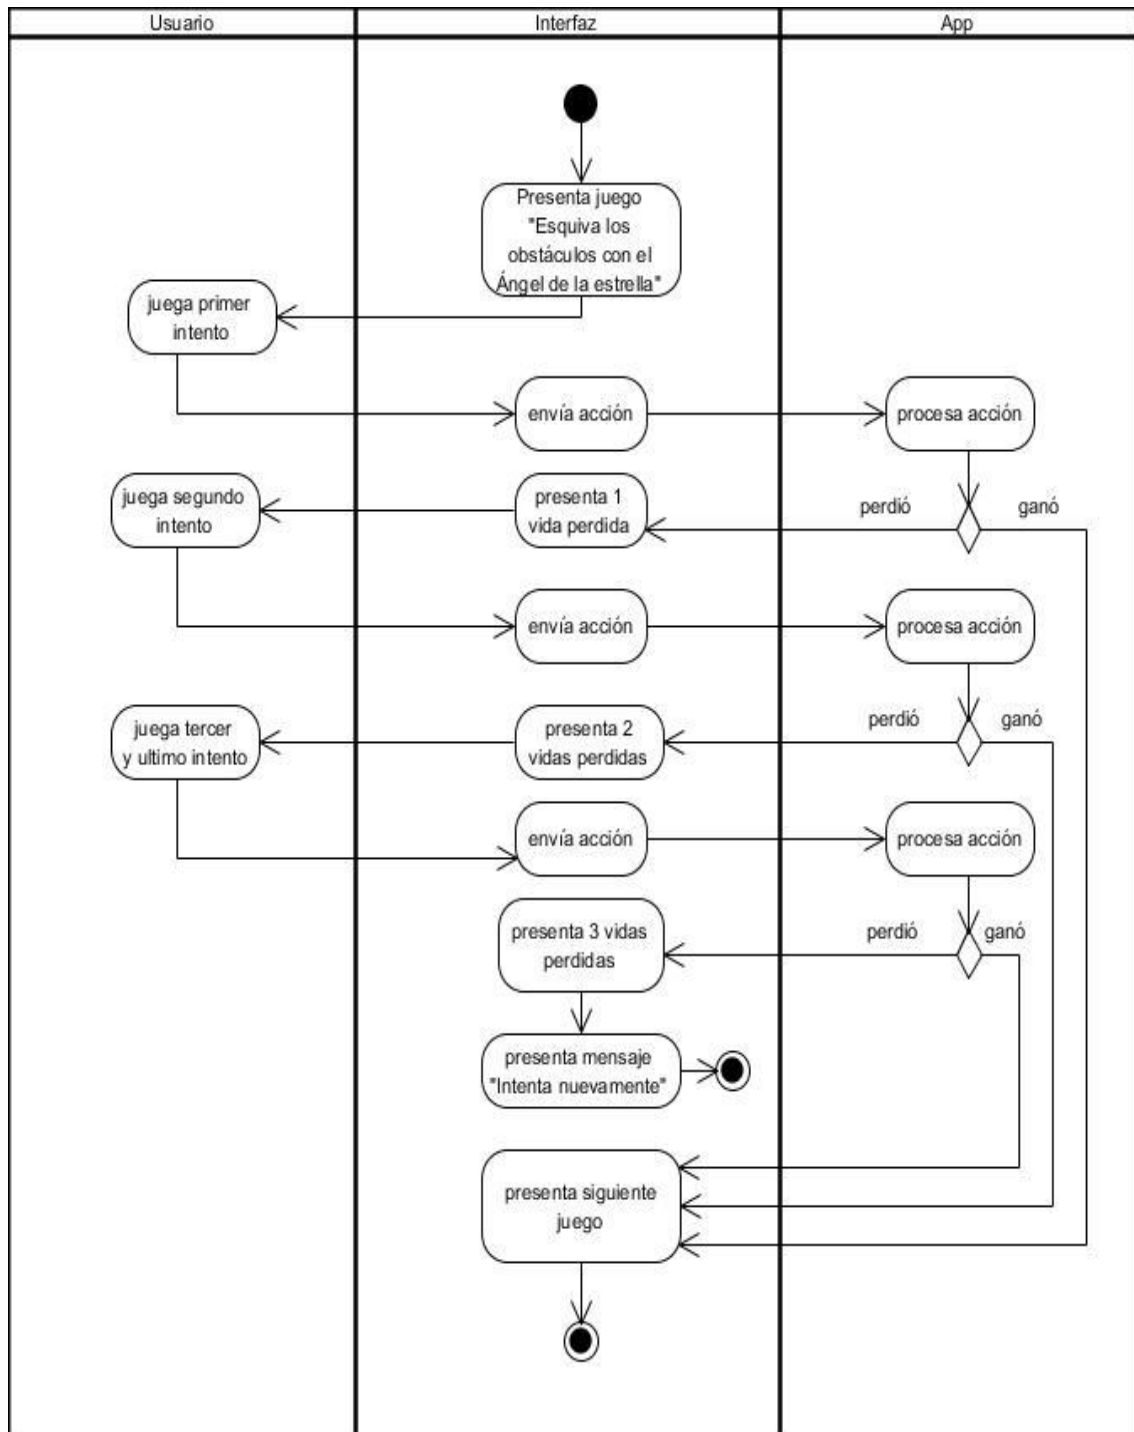 Usuario
Interfaz
App
Presenta juego
"Esquiva los
obstáculos con el
Ángel de la estrella"
juega primer
intento
envía acción
procesa acción
juega segundo
intento
presenta 1
vida perdida
perdió
ganó
envía acción
procesa acción
juega tercer
y ultimo intento
presenta 2
vidas perdidas
perdió
ganó
envía acción
procesa acción
presenta 3 vidas
perdidas
perdió
ganó
presenta mensaje
"Intenta nuevamente"
presenta siguiente
juego